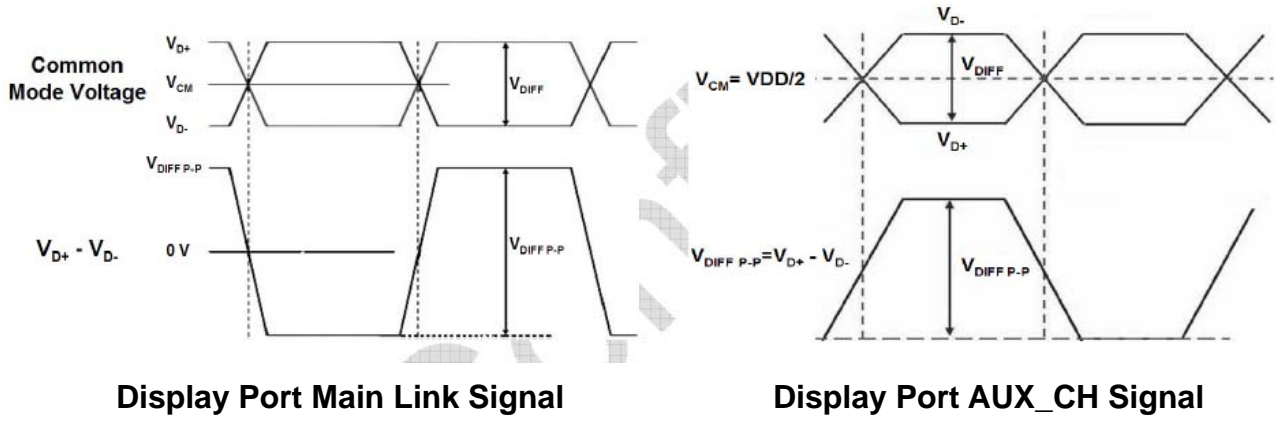 Common
Mode Voltage
V_D+
V_CM
V_D-
V_DIFF
V_DIFF P-P
V_D+ - V_D-
0 V
V_DIFF P-P
Display Port Main Link Signal
V_D-
V_CM= VDD/2
V_DIFF
V_D+
V_DIFF P-P=V_D+ - V_D-
V_DIFF P-P
Display Port AUX_CH Signal